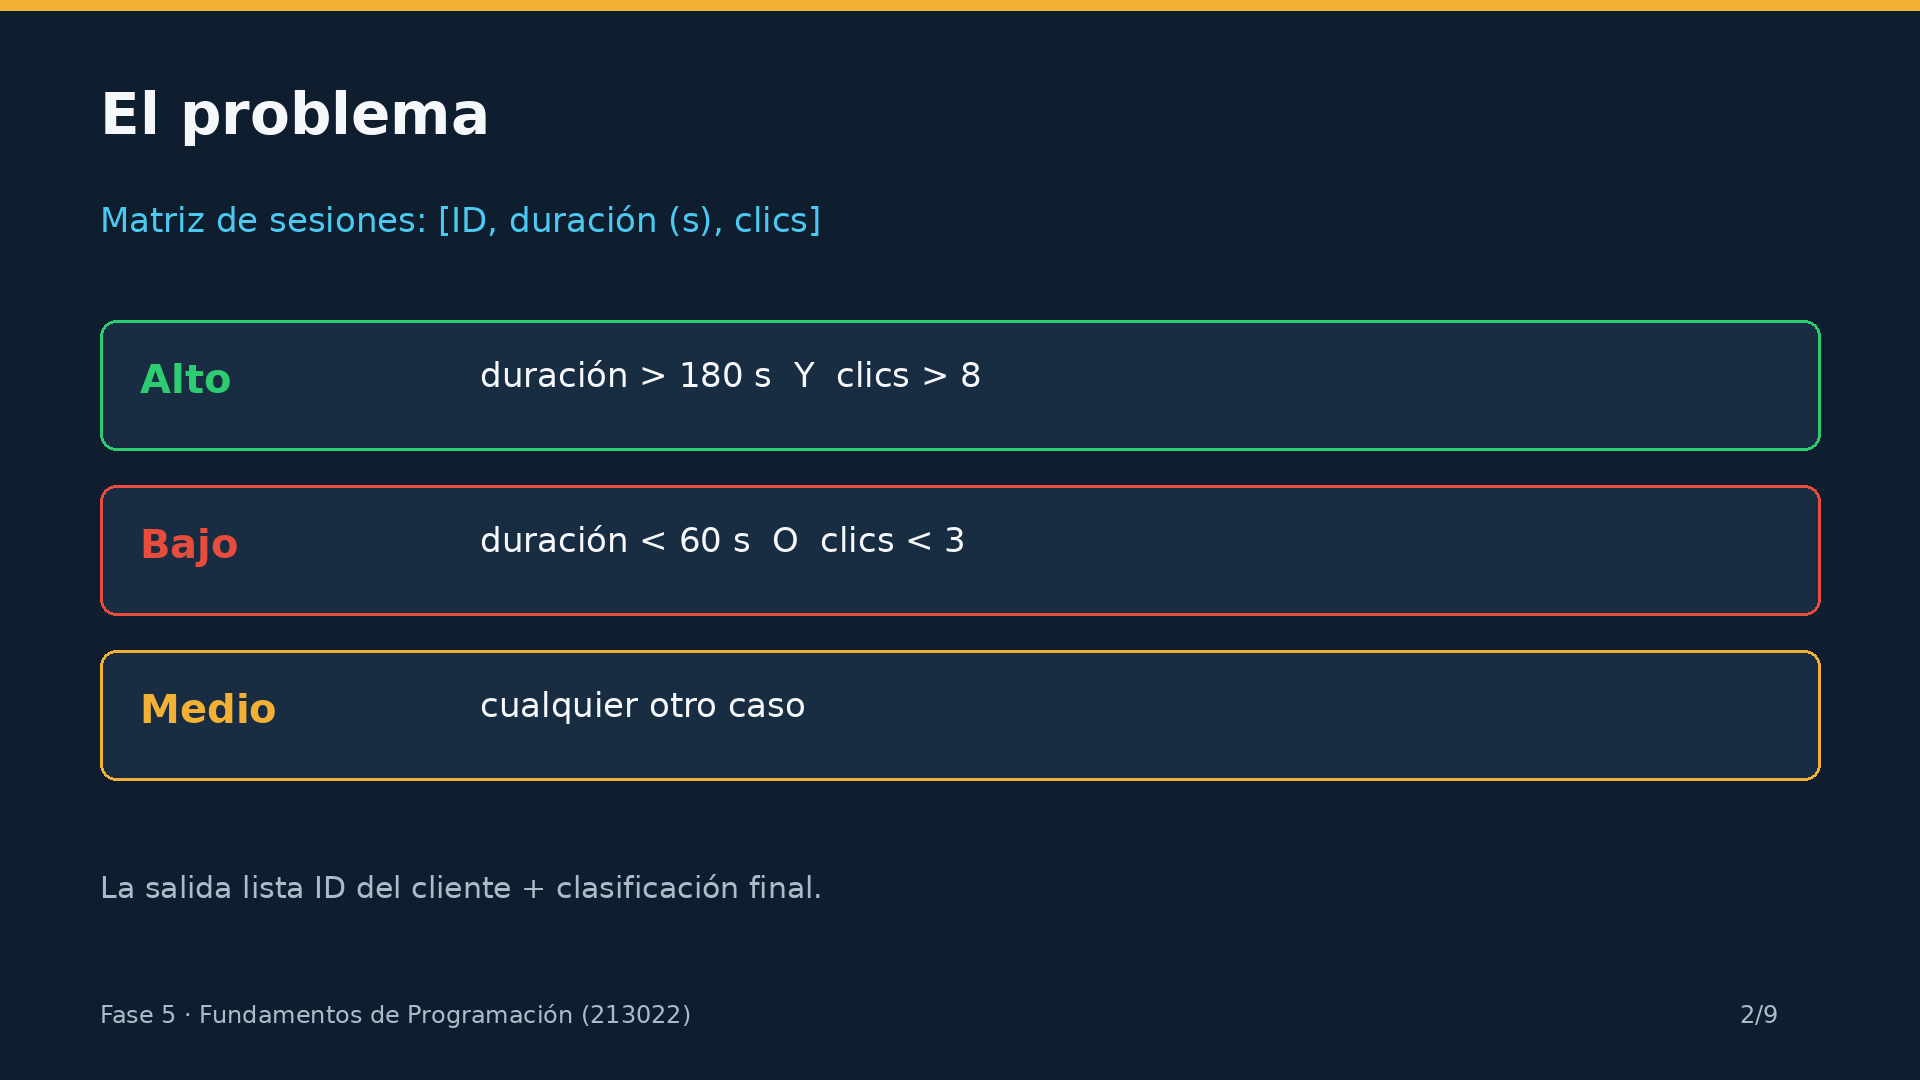 El problema
Matriz de sesiones: [ID, duración (s), clics]
Alto duración > 180 s Y clics > 8
Bajo duración < 60 s O clics < 3
Medio cualquier otro caso
La salida lista ID del cliente + clasificación final.
Fase 5 · Fundamentos de Programación (213022) 2/9